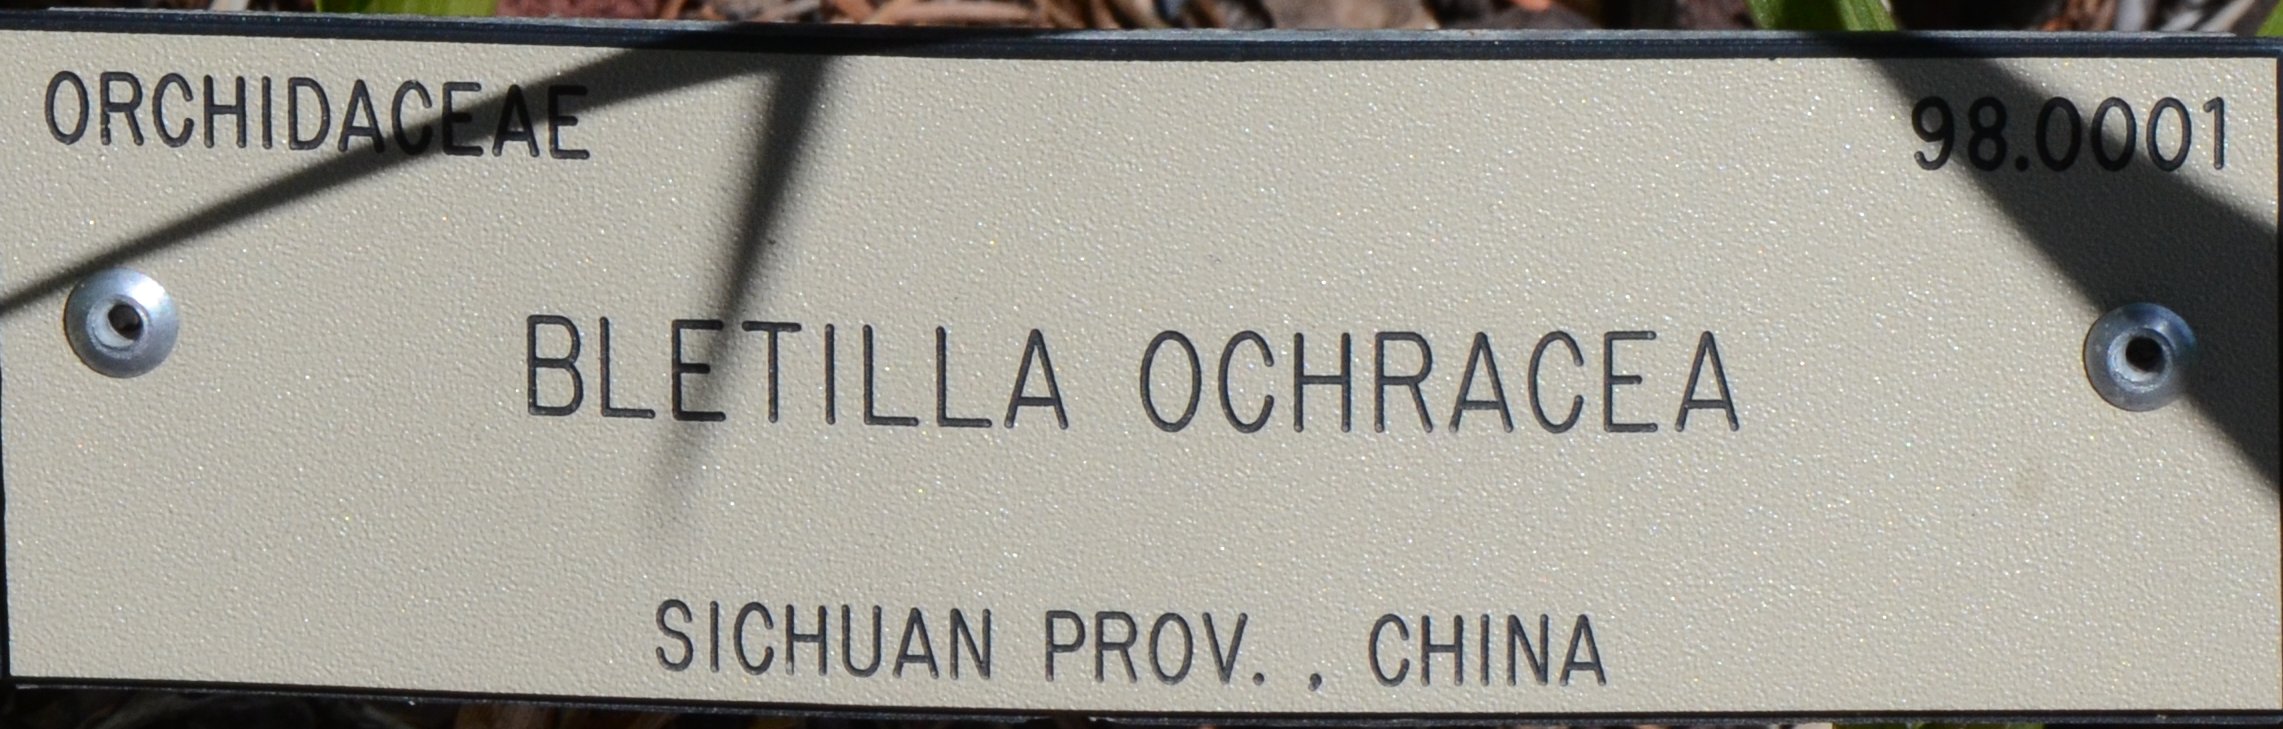 ORCHIDACEAE 98.0001
BLETILLA OCHRACEA
SICHUAN PROV. , CHINA